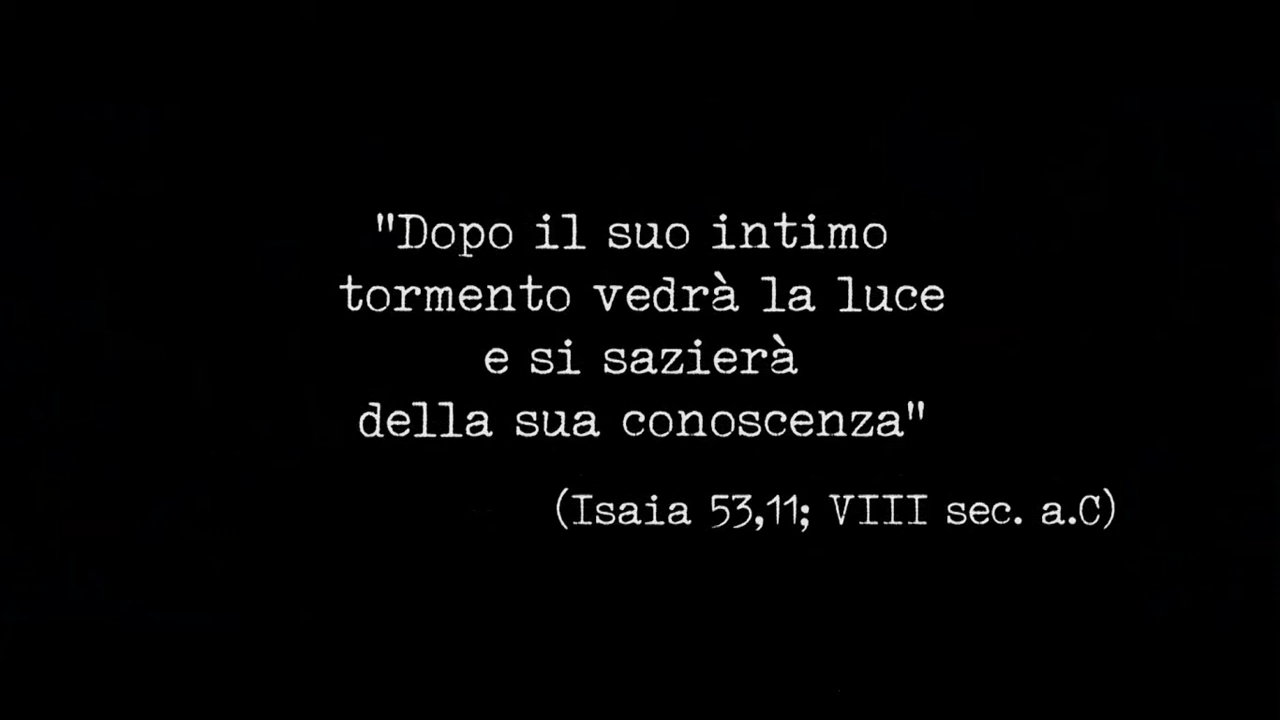 "Dopo il suo intimo
tormento vedrà la luce
e si sazierà
della sua conoscenza"
(Isaia 53,11; VIII sec. a.C)